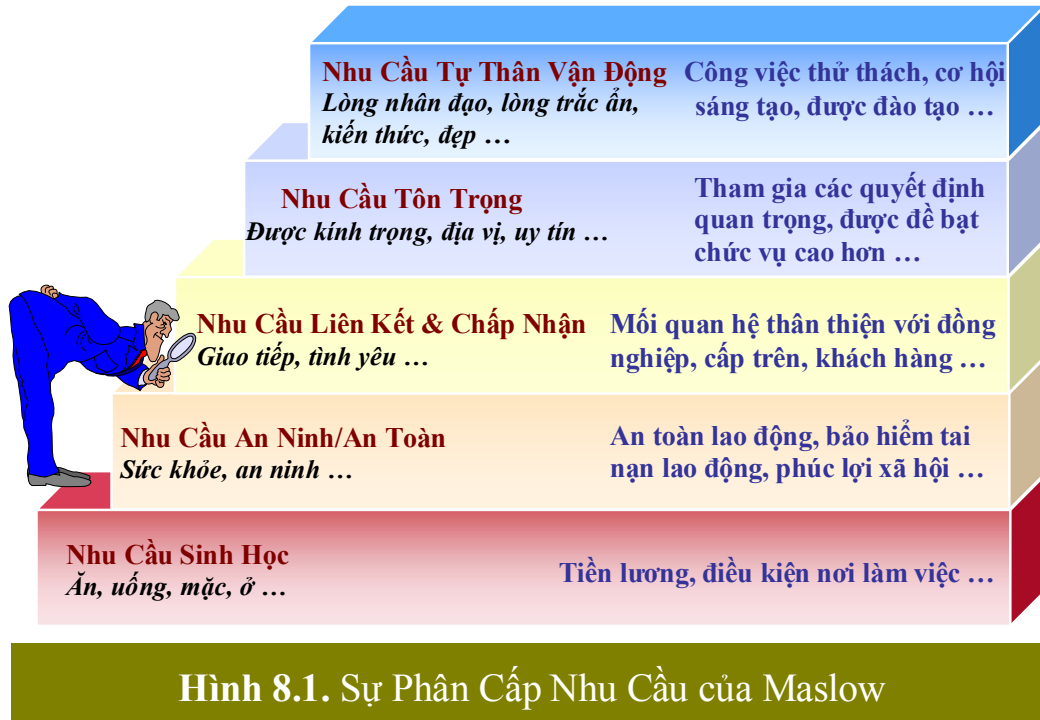 Nhu Cầu Tự Thân Vận Động
Lòng nhân đạo, lòng trắc ẩn,
kiến thức, đẹp …
Công việc thử thách, cơ hội
sáng tạo, được đào tạo …
Nhu Cầu Tôn Trọng
Được kính trọng, địa vị, uy tín …
Tham gia các quyết định
quan trọng, được đề bạt
chức vụ cao hơn …
Nhu Cầu Liên Kết & Chấp Nhận
Giao tiếp, tình yêu …
Mối quan hệ thân thiện với đồng
nghiệp, cấp trên, khách hàng …
Nhu Cầu An Ninh/An Toàn
Sức khỏe, an ninh …
An toàn lao động, bảo hiểm tai
nạn lao động, phúc lợi xã hội …
Nhu Cầu Sinh Học
Ăn, uống, mặc, ở …
Tiền lương, điều kiện nơi làm việc …
Hình 8.1. Sự Phân Cấp Nhu Cầu của Maslow